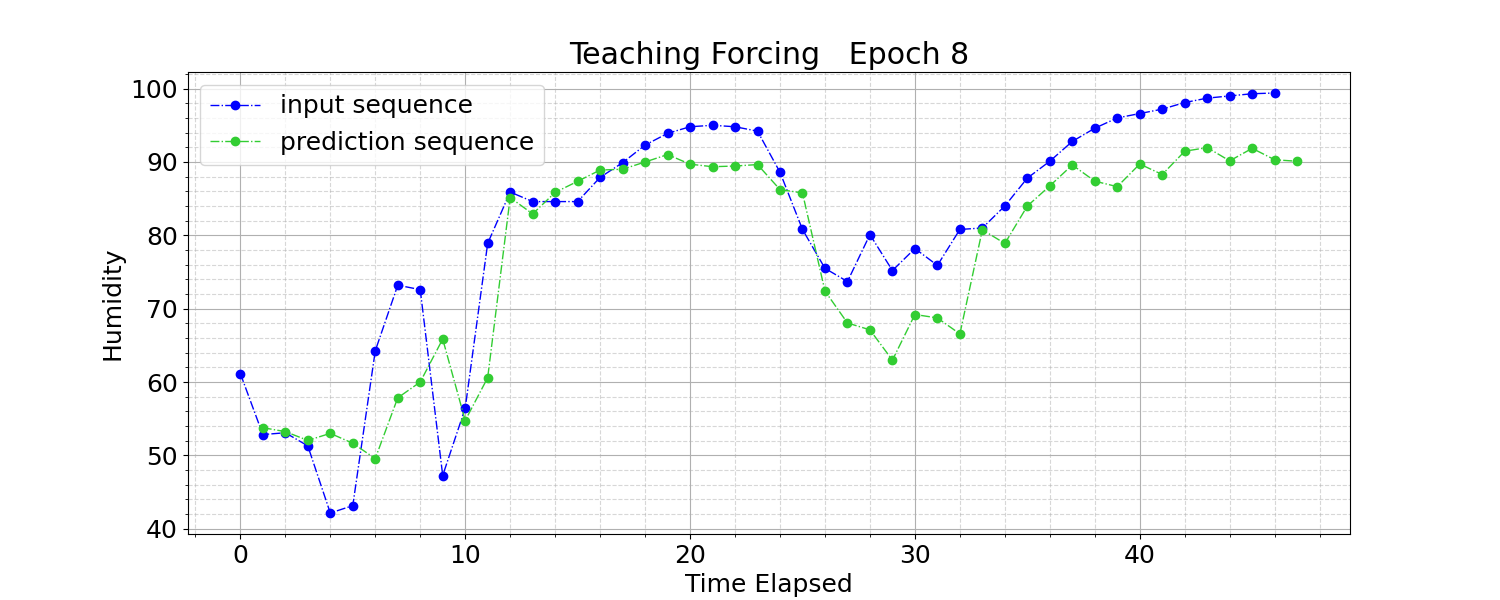 Teaching Forcing   Epoch 8
input sequence
prediction sequence
Humidity
100
90
80
70
60
50
40
0 10 20 30 40
Time Elapsed